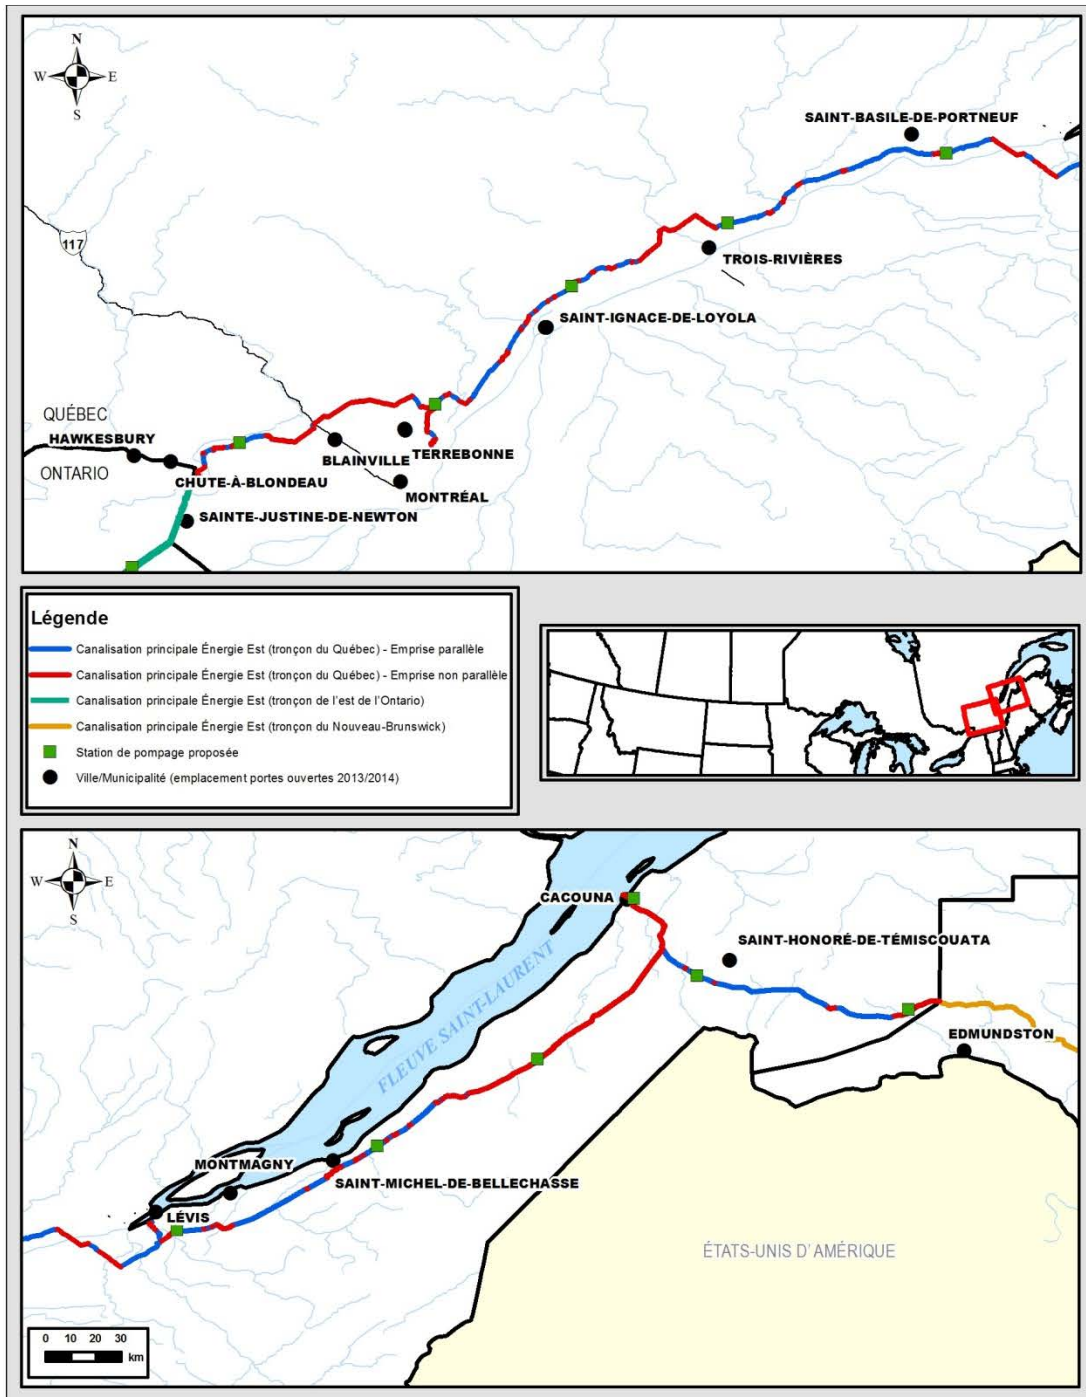 N
W E
S
SAINT-BASILE-DE-PORTNEUF
117
TROIS-RIVIÈRES
SAINT-IGNACE-DE-LOYOLA
QUÉBEC
HAWKESBURY
ONTARIO
BLAINVILLE
TERREBONNE
CHUTE-À-BLONDEAU
MONTRÉAL
SAINTE-JUSTINE-DE-NEWTON
Légende
Canalisation principale Énergie Est (tronçon du Québec) - Emprise parallèle
Canalisation principale Énergie Est (tronçon du Québec) - Emprise non parallèle
Canalisation principale Énergie Est (tronçon de l'est de l'Ontario)
Canalisation principale Énergie Est (tronçon du Nouveau-Brunswick)
Station de pompage proposée
Ville/Municipalité (emplacement portes ouvertes 2013/2014)
N
W E
S
CACOUNA
SAINT-HONORÉ-DE-TÉMISCOUATA
FLEUVE SAINT-LAURENT
EDMUNDSTON
MONTMAGNY
SAINT-MICHEL-DE-BELLECHASSE
LÉVIS
ÉTATS-UNIS D'AMÉRIQUE
0 10 20 30
km